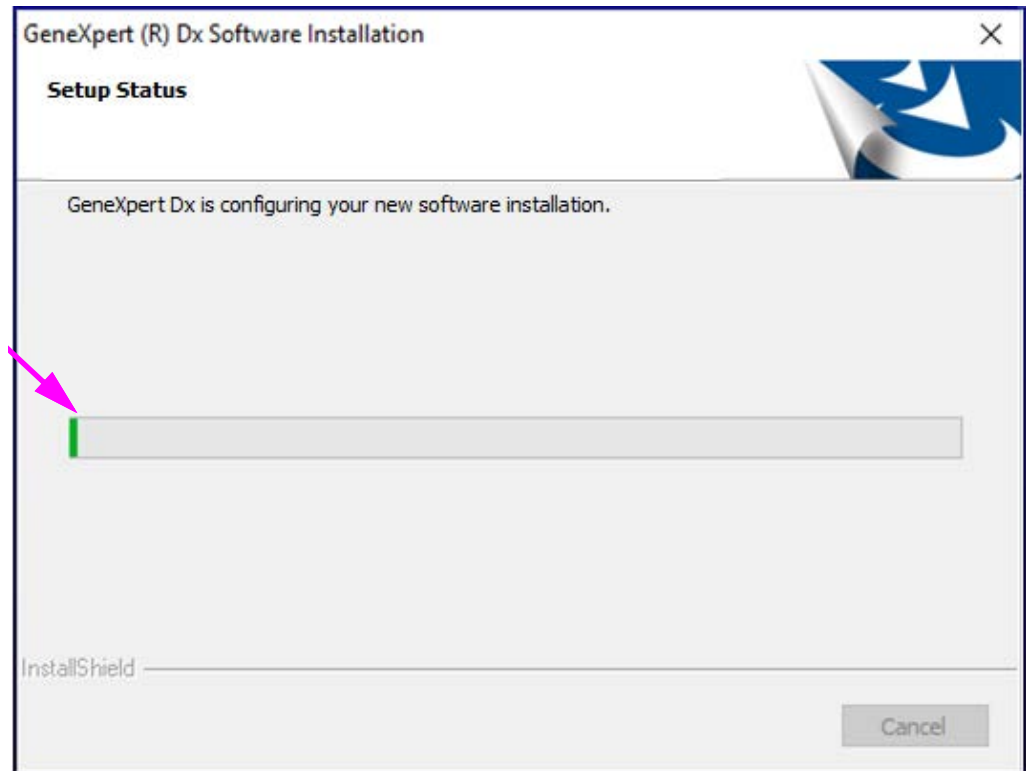 GeneXpert (R) Dx Software Installation
Setup Status
GeneXpert Dx is configuring your new software installation.
InstallShield
Cancel